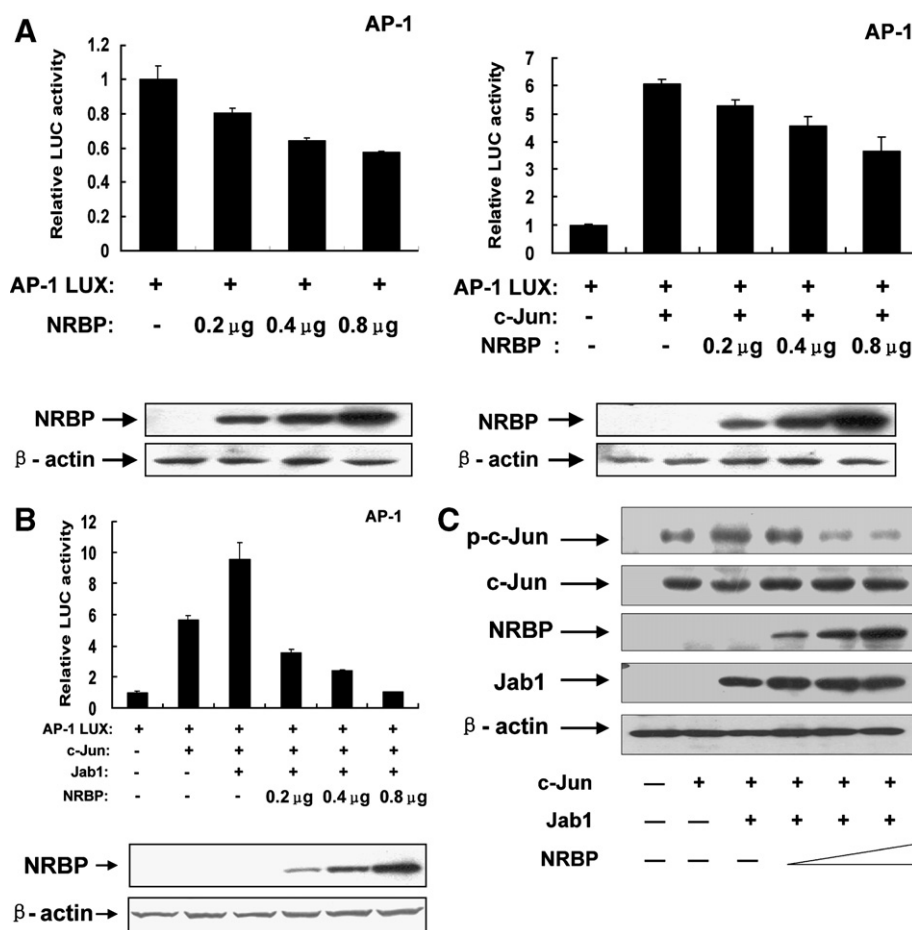 A
AP-1
Relative LUC activity
1.2
1
0.8
0.6
0.4
0.2
0
AP-1 LUX: + + + +
NRBP: - 0.2 μg 0.4 μg 0.8 μg
NRBP
β - actin
AP-1
Relative LUC activity
7
6
5
4
3
2
1
0
AP-1 LUX: + + + + +
c-Jun: - + + + +
NRBP : - - 0.2 μg 0.4 μg 0.8 μg
NRBP
β - actin
B
AP-1
Relative LUC activity
12
10
8
6
4
2
0
AP-1 LUX: + + + + + +
c-Jun: - + + + + +
Jab1: - - + + + +
NRBP: - - - 0.2 μg 0.4 μg 0.8 μg
NRBP
β - actin
C
p-c-Jun
c-Jun
NRBP
Jab1
β - actin
c-Jun — + + + + +
Jab1 — — + + + +
NRBP — — —